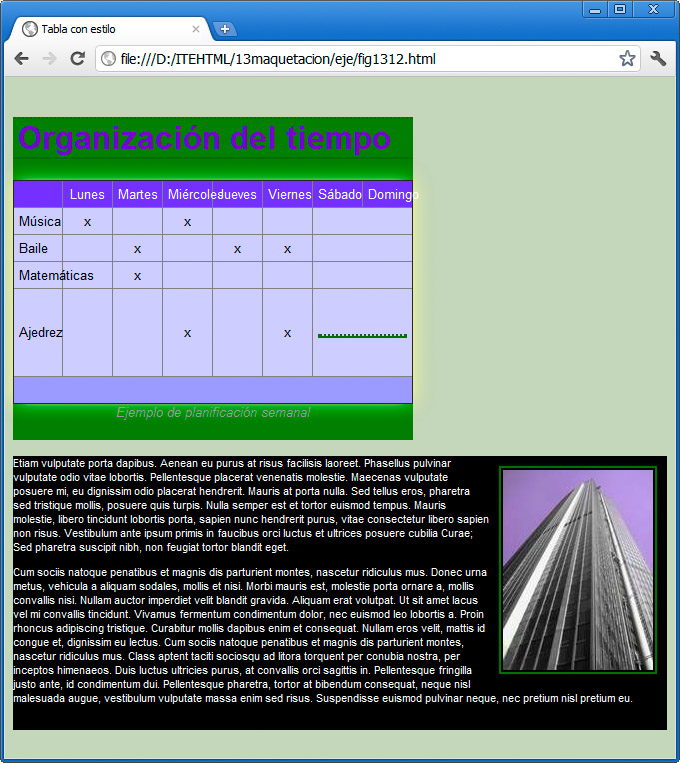 Tabla con estilo
file:///D:/ITEHTML/13maquetacion/eje/fig1312.html
Organización del tiempo
Lunes Martes Miércoles Jueves Viernes Sábado Domingo
Música x x
Baile x x x
Matemáticas x
Ajedrez x x
Ejemplo de planificación semanal
Etiam vulputate porta dapibus. Aenean eu purus at risus facilisis laoreet. Phasellus pulvinar
vulputate odio vitae lobortis. Pellentesque placerat venenatis molestie. Maecenas vulputate
posuere mi, eu dignissim odio placerat hendrerit. Mauris at porta nulla. Sed tellus eros, pharetra
sed tristique mollis, posuere quis turpis. Nulla semper est et tortor euismod tempus. Mauris
molestie, libero tincidunt lobortis porta, sapien nunc hendrerit purus, vitae consectetur libero sapien
non risus. Vestibulum ante ipsum primis in faucibus orci luctus et ultrices posuere cubilia Curae;
Sed pharetra suscipit nibh, non feugiat tortor blandit eget.
Cum sociis natoque penatibus et magnis dis parturient montes, nascetur ridiculus mus. Donec urna
metus, vehicula a aliquam sodales, mollis et nisi. Morbi mauris est, molestie porta ornare a, mollis
convallis nisi. Nullam auctor imperdiet velit blandit gravida. Aliquam erat volutpat. Ut sit amet lacus
vel mi convallis tincidunt. Vivamus fermentum condimentum dolor, nec euismod leo lobortis a. Proin
rhoncus adipiscing tristique. Curabitur mollis dapibus enim et consequat. Nullam eros velit, mattis id
congue et, dignissim eu lectus. Cum sociis natoque penatibus et magnis dis parturient montes,
nascetur ridiculus mus. Class aptent taciti sociosqu ad litora torquent per conubia nostra, per
inceptos himenaeos. Duis luctus ultricies purus, at convallis orci sagittis in. Pellentesque fringilla
justo ante, id condimentum dui. Pellentesque pharetra, tortor at bibendum consequat, neque nisl
malesuada augue, vestibulum vulputate massa enim sed risus. Suspendisse euismod pulvinar neque, nec pretium nisl pretium eu.